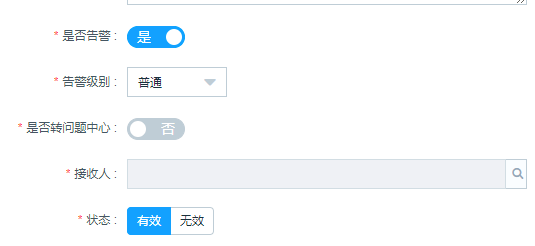 * 是否告警： 是
* 告警级别： 普通
* 是否转问题中心： 否
* 接收人：
* 状态： 有效 无效